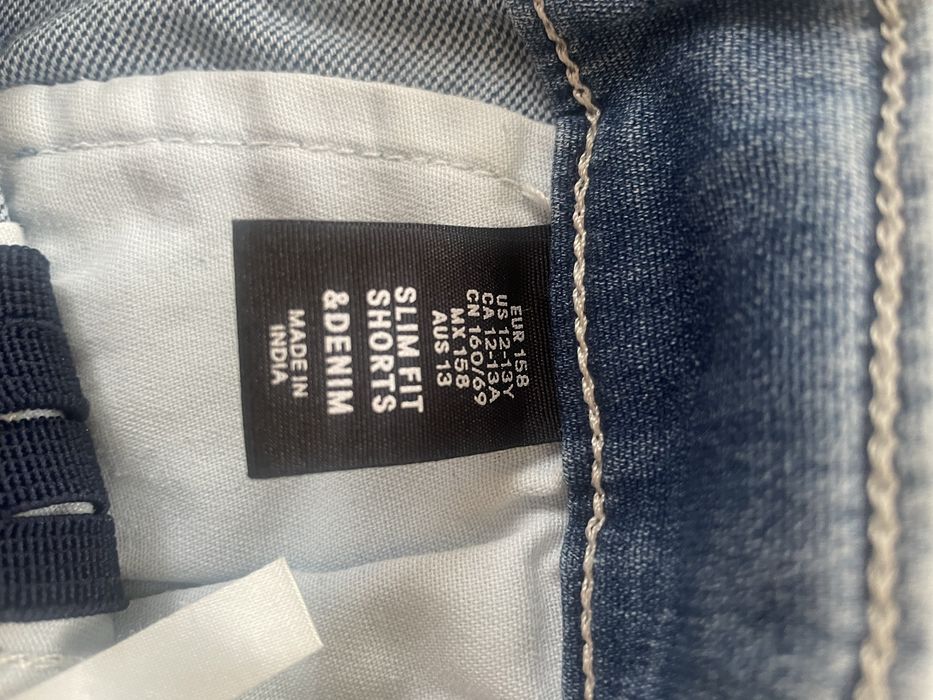 EUR 158
US 12-13Y
CA 12-13A
CN 160/69
MX 158
AUS 13
SLIM FIT
SHORTS
&DENIM
MADE IN
INDIA